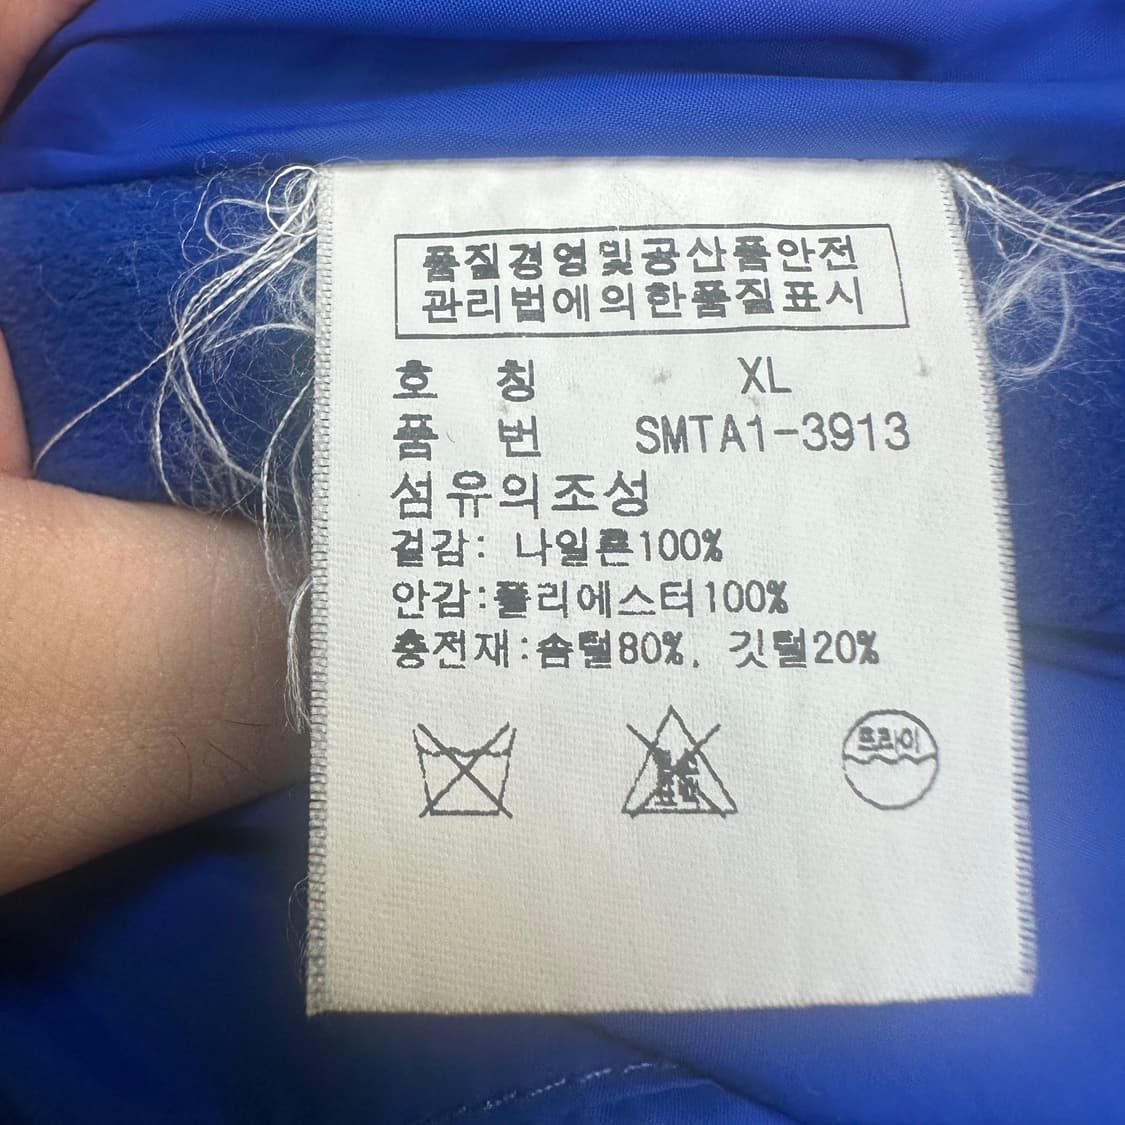 품질경영및공산품안전
관리법에의한품질표시
호 칭 XL
품 번 SMTA1-3913
섬유의조성
겉감: 나일론100%
안감:폴리에스터100%
충전재:솜털80%, 깃털20%
드라이